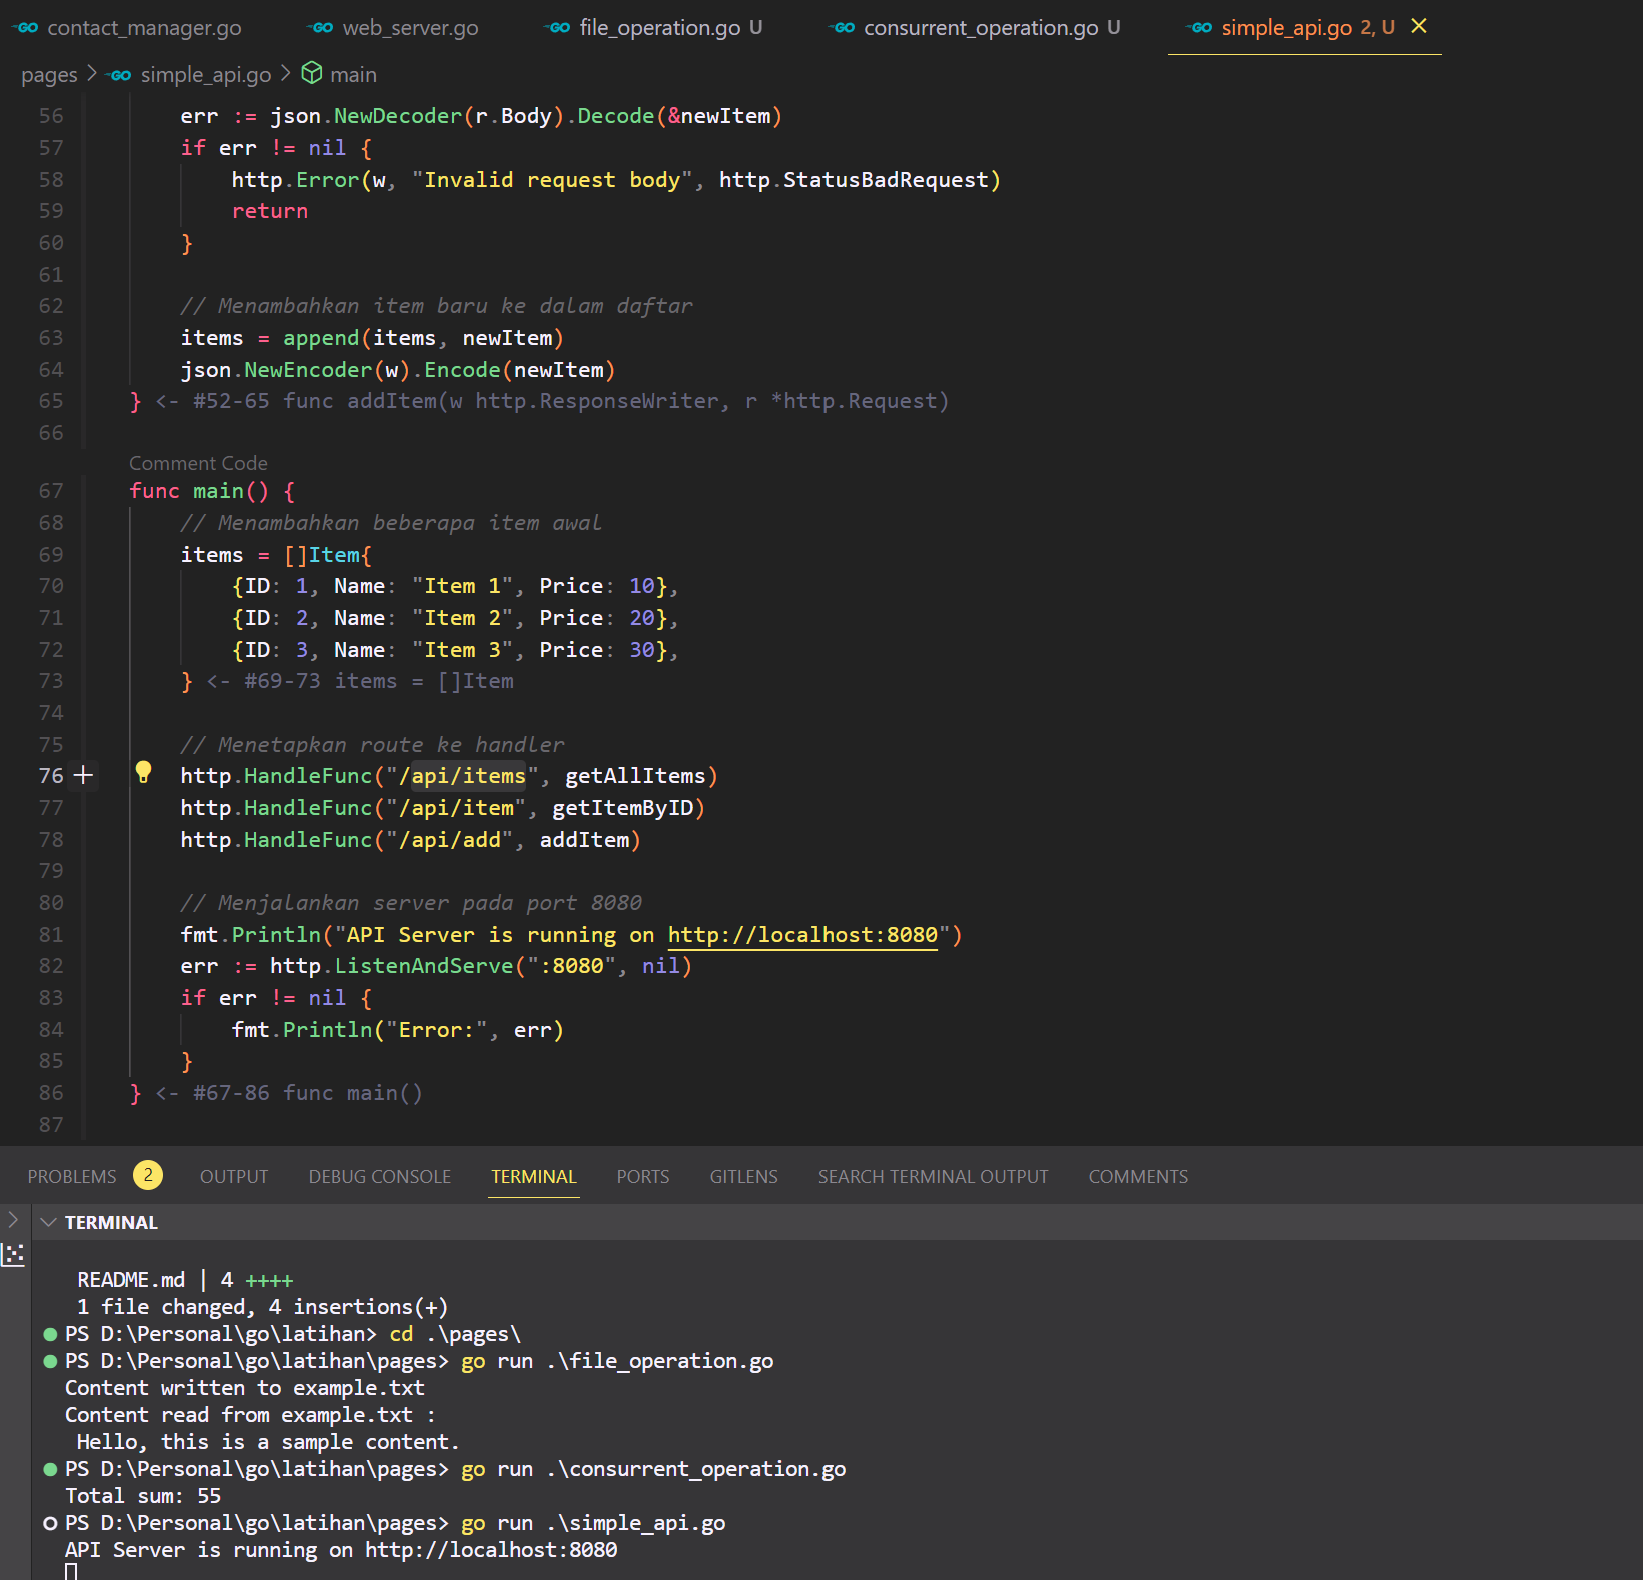 GO contact_manager.go GO web_server.go GO file_operation.go U GO consurrent_operation.go U GO simple_api.go 2, U
pages > GO simple_api.go > main
56 err := json.NewDecoder(r.Body).Decode(&newItem)
57 if err != nil {
58 http.Error(w, "Invalid request body", http.StatusBadRequest)
59 return
60 }
61
62 // Menambahkan item baru ke dalam daftar
63 items = append(items, newItem)
64 json.NewEncoder(w).Encode(newItem)
65 } <- #52-65 func addItem(w http.ResponseWriter, r *http.Request)
66
Comment Code
67 func main() {
68 // Menambahkan beberapa item awal
69 items = []Item{
70 {ID: 1, Name: "Item 1", Price: 10},
71 {ID: 2, Name: "Item 2", Price: 20},
72 {ID: 3, Name: "Item 3", Price: 30},
73 } <- #69-73 items = []Item
74
75 // Menetapkan route ke handler
76 http.HandleFunc("/api/items", getAllItems)
77 http.HandleFunc("/api/item", getItemByID)
78 http.HandleFunc("/api/add", addItem)
79
80 // Menjalankan server pada port 8080
81 fmt.Println("API Server is running on http://localhost:8080")
82 err := http.ListenAndServe(":8080", nil)
83 if err != nil {
84 fmt.Println("Error:", err)
85 }
86 } <- #67-86 func main()
87
PROBLEMS 2 OUTPUT DEBUG CONSOLE TERMINAL PORTS GITLENS SEARCH TERMINAL OUTPUT COMMENTS
TERMINAL
README.md | 4 ++++
1 file changed, 4 insertions(+)
PS D:\Personal\go\latihan> cd .\pages\
PS D:\Personal\go\latihan\pages> go run .\file_operation.go
Content written to example.txt
Content read from example.txt :
Hello, this is a sample content.
PS D:\Personal\go\latihan\pages> go run .\consurrent_operation.go
Total sum: 55
PS D:\Personal\go\latihan\pages> go run .\simple_api.go
API Server is running on http://localhost:8080